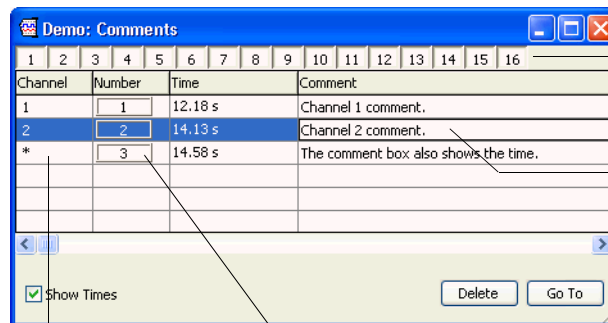 Demo: Comments
1 2 3 4 5 6 7 8 9 10 11 12 13 14 15 16
Channel Number Time Comment
1 1 12.18 s Channel 1 comment.
2 2 14.13 s Channel 2 comment.
* 3 14.58 s The comment box also shows the time.
Show Times Delete Go To